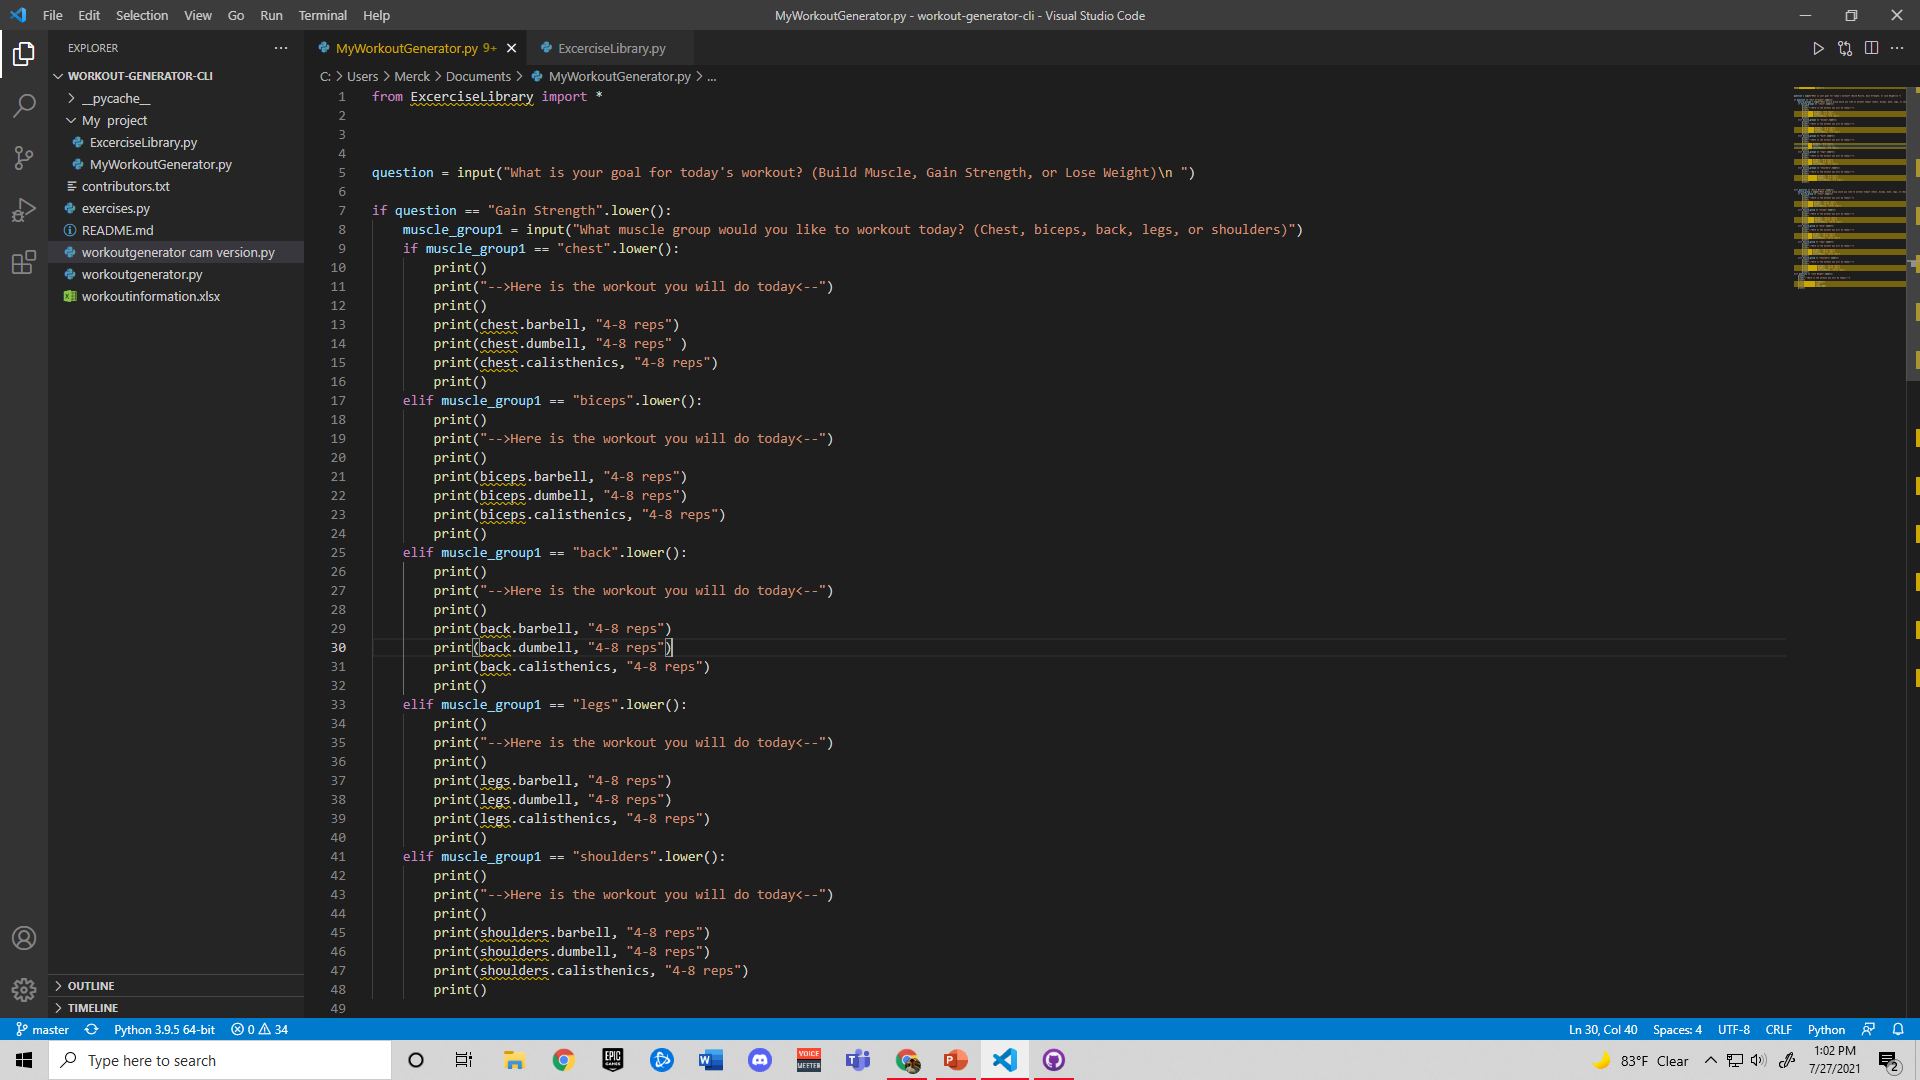 File Edit Selection View Go Run Terminal Help
MyWorkoutGenerator.py - workout-generator-cli - Visual Studio Code
EXPLORER
WORKOUT-GENERATOR-CLI
__pycache__
My project
ExcerciseLibrary.py
MyWorkoutGenerator.py
contributors.txt
exercises.py
README.md
workoutgenerator cam version.py
workoutgenerator.py
workoutinformation.xlsx
OUTLINE
TIMELINE
MyWorkoutGenerator.py 9+ ExcerciseLibrary.py
C: > Users > Merck > Documents > MyWorkoutGenerator.py > ...
1 from ExcerciseLibrary import *
2
3
4
5 question = input("What is your goal for today's workout? (Build Muscle, Gain Strength, or Lose Weight)\n ")
6
7 if question == "Gain Strength".lower():
8 muscle_group1 = input("What muscle group would you like to workout today? (Chest, biceps, back, legs, or shoulders)")
9 if muscle_group1 == "chest".lower():
10 print()
11 print("-->Here is the workout you will do today<--")
12 print()
13 print(chest.barbell, "4-8 reps")
14 print(chest.dumbell, "4-8 reps" )
15 print(chest.calisthenics, "4-8 reps")
16 print()
17 elif muscle_group1 == "biceps".lower():
18 print()
19 print("-->Here is the workout you will do today<--")
20 print()
21 print(biceps.barbell, "4-8 reps")
22 print(biceps.dumbell, "4-8 reps")
23 print(biceps.calisthenics, "4-8 reps")
24 print()
25 elif muscle_group1 == "back".lower():
26 print()
27 print("-->Here is the workout you will do today<--")
28 print()
29 print(back.barbell, "4-8 reps")
30 print(back.dumbell, "4-8 reps")
31 print(back.calisthenics, "4-8 reps")
32 print()
33 elif muscle_group1 == "legs".lower():
34 print()
35 print("-->Here is the workout you will do today<--")
36 print()
37 print(legs.barbell, "4-8 reps")
38 print(legs.dumbell, "4-8 reps")
39 print(legs.calisthenics, "4-8 reps")
40 print()
41 elif muscle_group1 == "shoulders".lower():
42 print()
43 print("-->Here is the workout you will do today<--")
44 print()
45 print(shoulders.barbell, "4-8 reps")
46 print(shoulders.dumbell, "4-8 reps")
47 print(shoulders.calisthenics, "4-8 reps")
48 print()
49
master Python 3.9.5 64-bit 0 34 Ln 30, Col 40 Spaces: 4 UTF-8 CRLF Python
Type here to search
EPIC GAMES
VOICE MEETER
83°F Clear
1:02 PM
7/27/2021
2